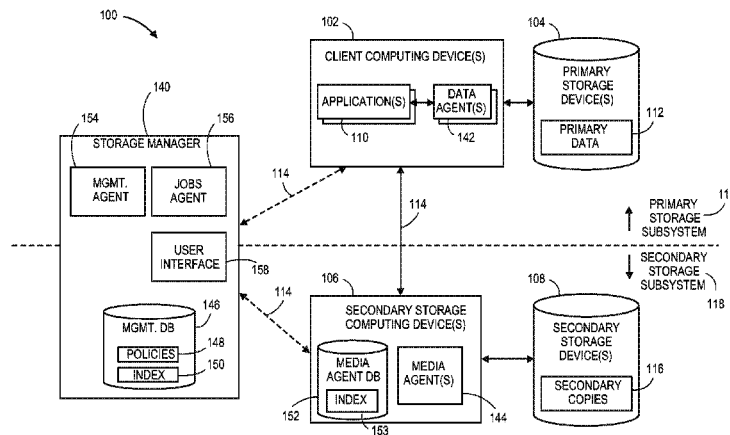 100
102
104
CLIENT COMPUTING DEVICE(S)
APPLICATION(S)
DATA
AGENT(S)
110
142
PRIMARY
STORAGE
DEVICE(S)
PRIMARY
DATA
112
140
154
156
STORAGE MANAGER
MGMT.
AGENT
JOBS
AGENT
114
114
11
PRIMARY
STORAGE
SUBSYSTEM
USER
INTERFACE
158
SECONDARY
STORAGE
SUBSYSTEM
118
114
106
108
146
MGMT. DB
POLICIES
148
INDEX
150
SECONDARY STORAGE
COMPUTING DEVICE(S)
MEDIA
AGENT DB
INDEX
MEDIA
AGENT(S)
152
153
144
SECONDARY
STORAGE
DEVICE(S)
SECONDARY
COPIES
116